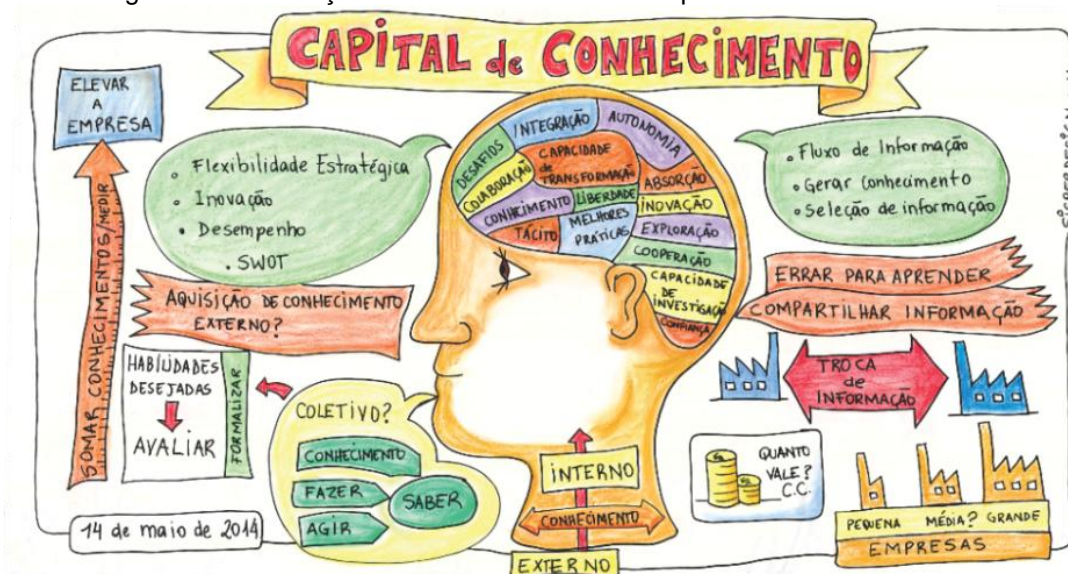 CAPITAL de CONHECIMENTO
ELEVAR
A
EMPRESA
SOMAR CONHECIMENTOS/MEDIR
• Flexibilidade Estratégica
• Inovação
• Desempenho
• SWOT
AQUISIÇÃO DE CONHECIMENTO
EXTERNO?
HABILIDADES
DESEJADAS
AVALIAR
FORMALIZAR
COLETIVO?
CONHECIMENTO
FAZER
AGIR
SABER
14 de maio de 2014
DESAFIOS
INTEGRAÇÃO
AUTONOMIA
COLABORAÇÃO
CAPACIDADE
de
TRANSFORMAÇÃO
ABSORÇÃO
CONHECIMENTO
LIBERDADE
INOVAÇÃO
TÁCITO
MELHORES
PRÁTICAS
EXPLORAÇÃO
COOPERAÇÃO
CAPACIDADE
DE
INVESTIGAÇÃO
CONFIANÇA
INTERNO
CONHECIMENTO
EXTERNO
• Fluxo de Informação
• Gerar Conhecimento
• Seleção de informação
ERRAR PARA APRENDER
COMPARTILHAR INFORMAÇÃO
TROCA
de
INFORMAÇÃO
QUANTO
VALE?
C.C.
PEQUENA MÉDIA? GRANDE
EMPRESAS